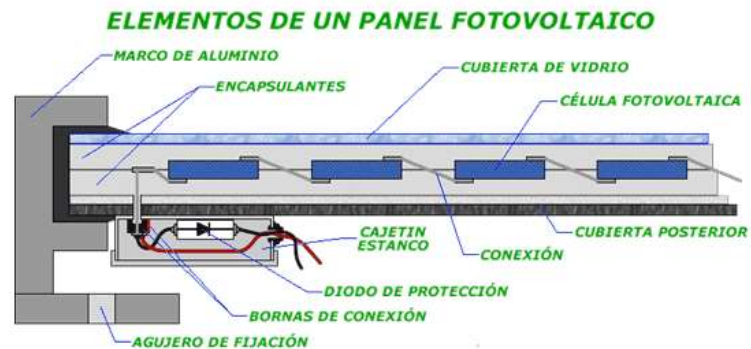 ELEMENTOS DE UN PANEL FOTOVOLTAICO
MARCO DE ALUMINIO
CUBIERTA DE VIDRIO
ENCAPSULANTES
CÉLULA FOTOVOLTAICA
CAJETIN
ESTANCO
CUBIERTA POSTERIOR
CONEXIÓN
DIODO DE PROTECCIÓN
BORNAS DE CONEXIÓN
AGUJERO DE FIJACIÓN